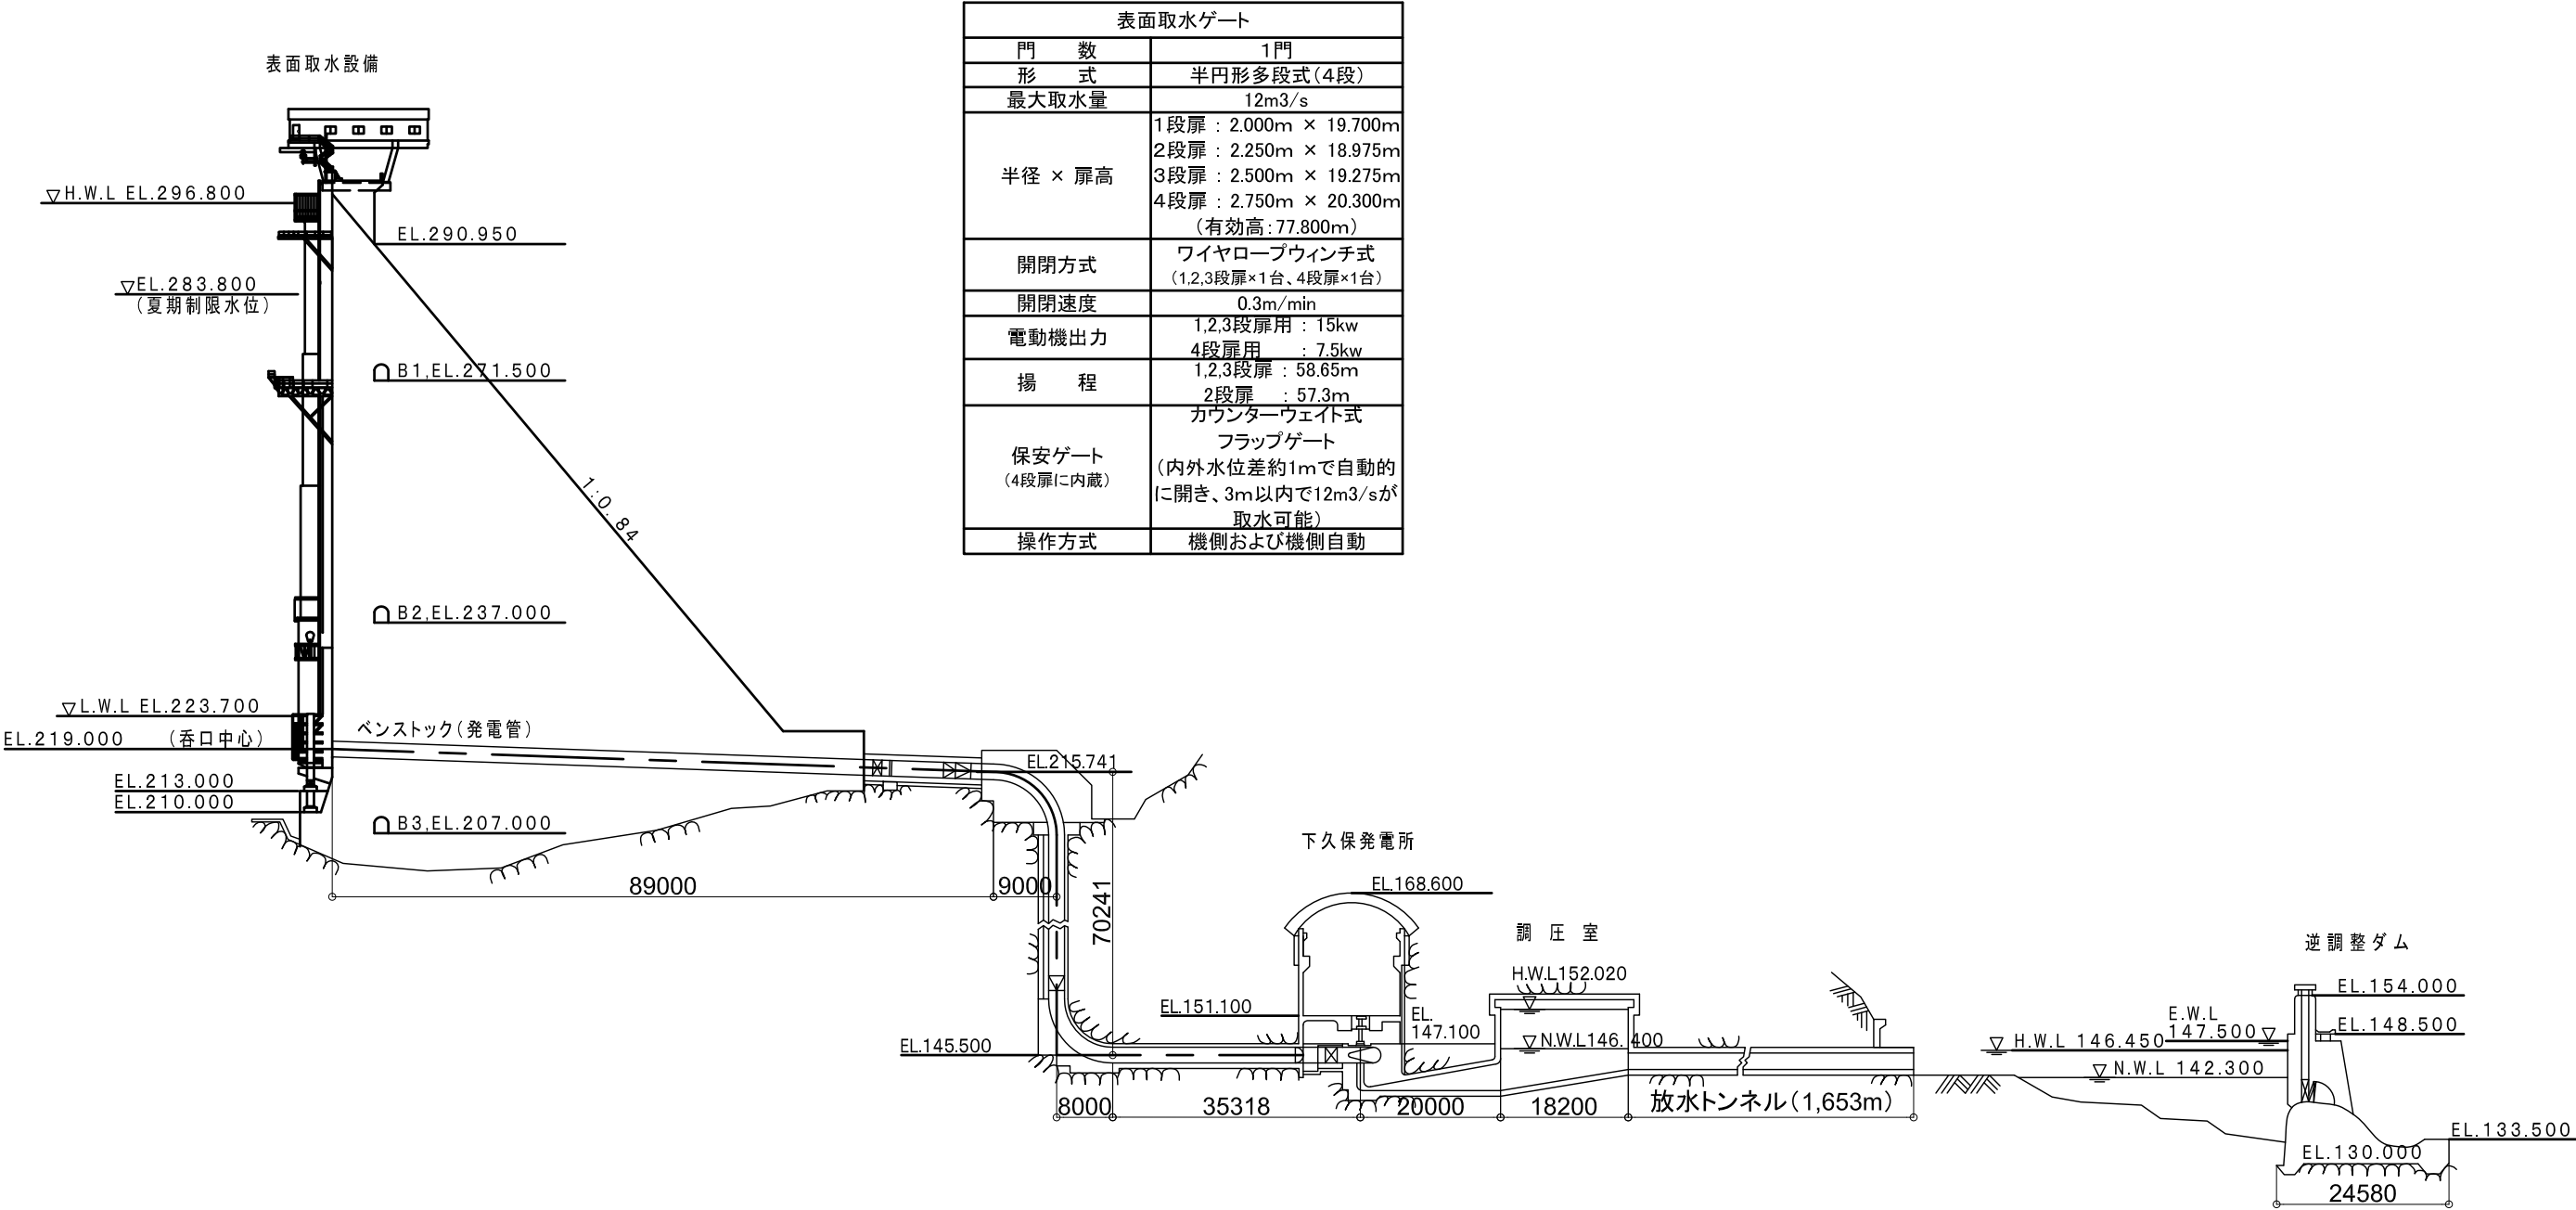 表面取水ゲート
門 数 1門
形 式 半円形多段式(4段)
最大取水量 12m3/s
半径 × 扉高
1段扉 : 2.000m × 19.700m
2段扉 : 2.250m × 18.975m
3段扉 : 2.500m × 19.275m
4段扉 : 2.750m × 20.300m
(有効高:77.800m)
開閉方式 ワイヤロープウィンチ式
(1,2,3段扉×1台、4段扉×1台)
開閉速度 0.3m/min
電動機出力
1,2,3段扉用 : 15kw
4段扉用 : 7.5kw
揚 程
1,2,3段扉 : 58.65m
2段扉 : 57.3m
保安ゲート
(4段扉に内蔵)
カウンターウェイト式
フラップゲート
(内外水位差約1mで自動的
に開き、3m以内で12m3/sが
取水可能)
操作方式 機側および機側自動
表面取水設備
H.W.L EL.296.800
EL.290.950
EL.283.800
(夏期制限水位)
B1,EL.271.500
1:0.84
B2,EL.237.000
L.W.L EL.223.700
EL.219.000 (呑口中心)
ペンストック(発電管)
EL.213.000
EL.210.000
B3,EL.207.000
89000
9000
EL.215.741
70241
下久保発電所
EL.168.600
EL.151.100
EL.145.500
EL.
147.100
調圧室
H.W.L152.020
N.W.L146.400
8000
35318
20000
18200
放水トンネル(1,653m)
逆調整ダム
EL.154.000
E.W.L
147.500
EL.148.500
H.W.L 146.450
N.W.L 142.300
EL.133.500
EL.130.000
24580